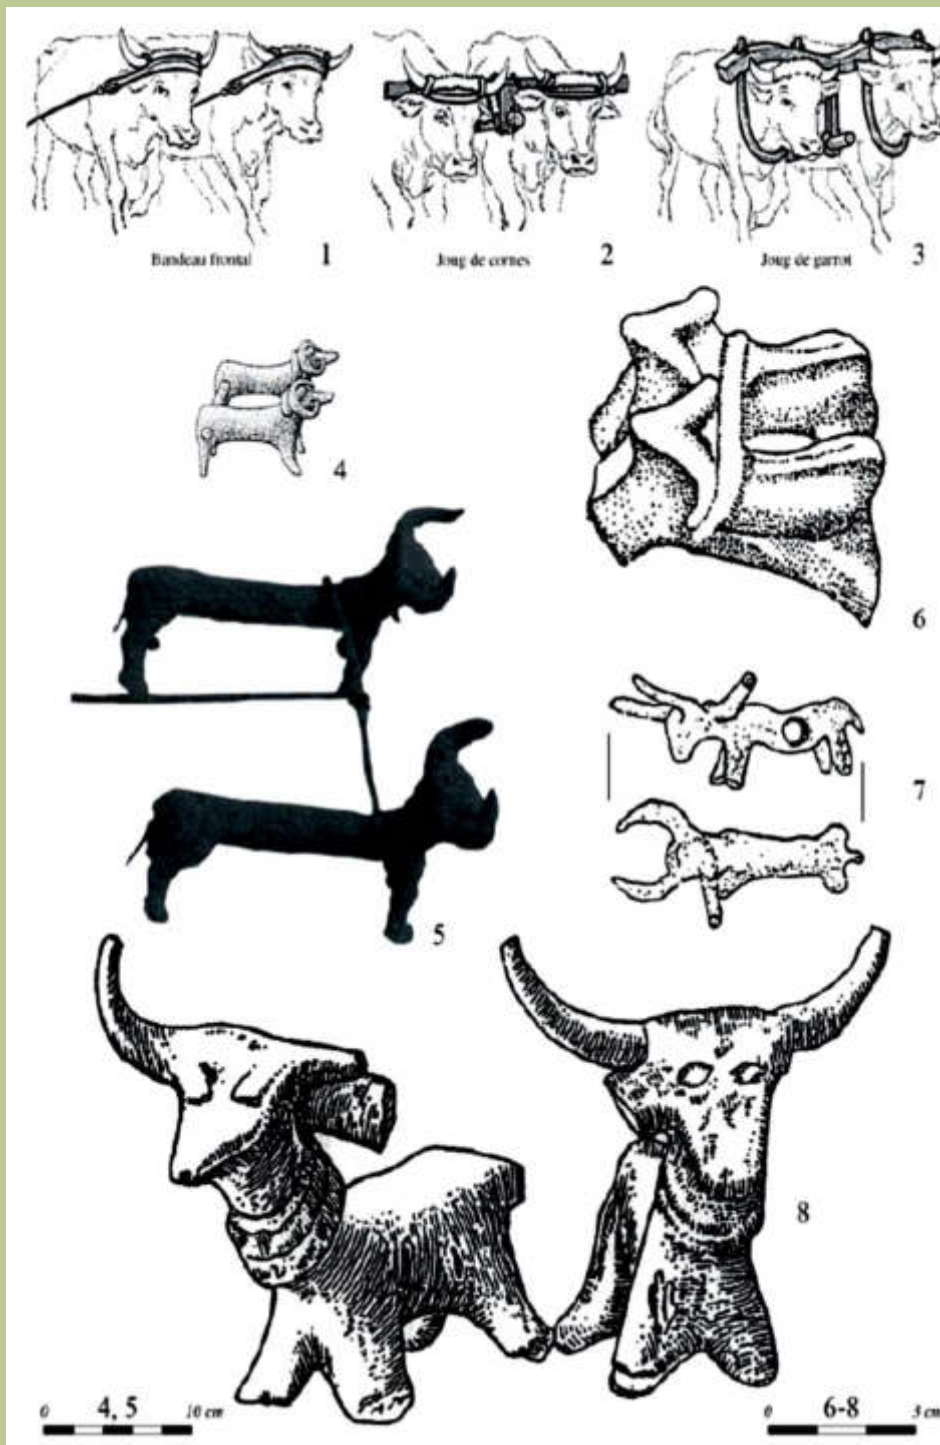 Bandeau frontal 1
Joug de cornes 2
Joug de garrot 3
4
6
5
7
8
0 4, 5 10 cm
0 6-8 3 cm